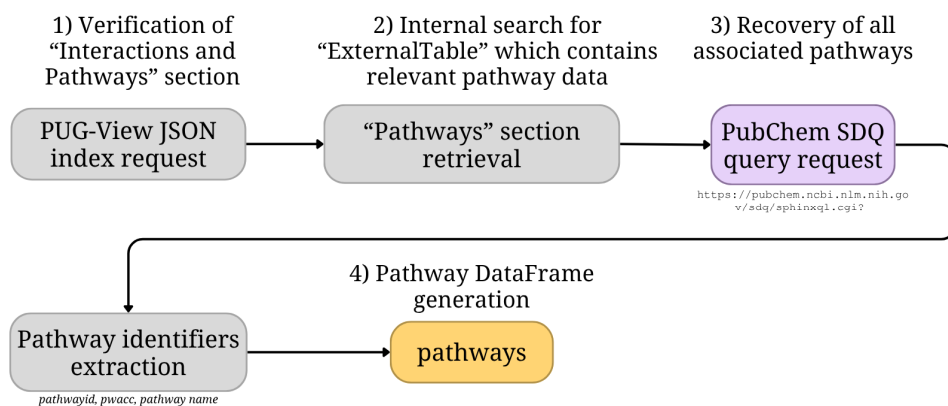 1) Verification of
“Interactions and
Pathways” section
2) Internal search for
“ExternalTable” which contains
relevant pathway data
3) Recovery of all
associated pathways
PUG-View JSON
index request
“Pathways” section
retrieval
PubChem SDQ
query request
https://pubchem.ncbi.nlm.nih.go
v/sdq/sphinxql.cgi?
4) Pathway DataFrame
generation
Pathway identifiers
extraction
pathways
pathwayid, pwacc, pathway name